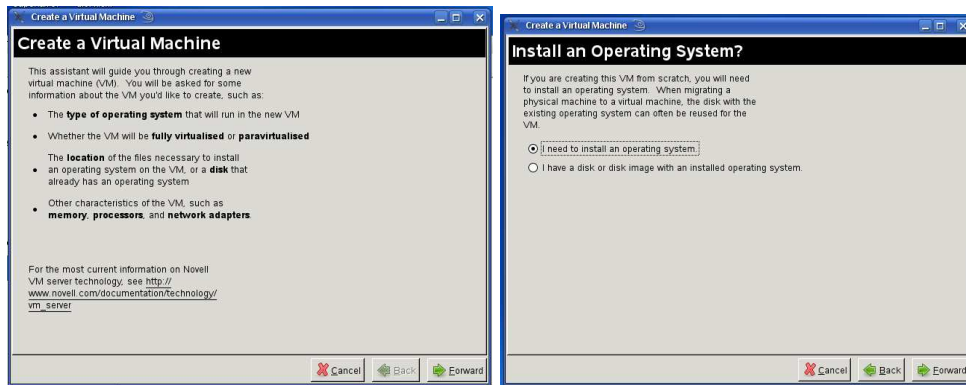 Create a Virtual Machine
Create a Virtual Machine
This assistant will guide you through creating a new
virtual machine (VM). You will be asked for some
information about the VM you'd like to create, such as:
• The type of operating system that will run in the new VM
• Whether the VM will be fully virtualised or paravirtualised
The location of the files necessary to install
• an operating system on the VM, or a disk that
already has an operating system
• Other characteristics of the VM, such as
memory, processors, and network adapters.
For the most current information on Novell
VM server technology, see http://
www.novell.com/documentation/technology/
vm_server
Cancel
Back
Forward
Create a Virtual Machine
Install an Operating System?
If you are creating this VM from scratch, you will need
to install an operating system. When migrating a
physical machine to a virtual machine, the disk with the
existing operating system can often be reused for the
VM.
I need to install an operating system.
I have a disk or disk image with an installed operating system.
Cancel
Back
Forward